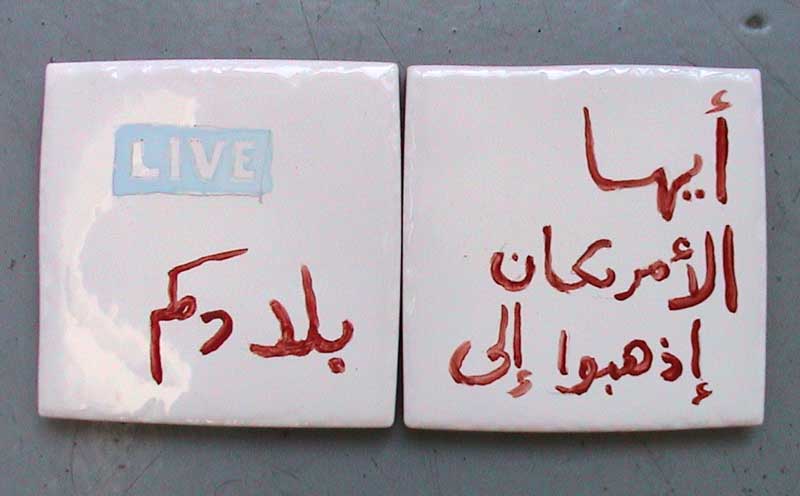 أيها
الأمريكان
إذهبوا إلى
LIVE
بلادكم